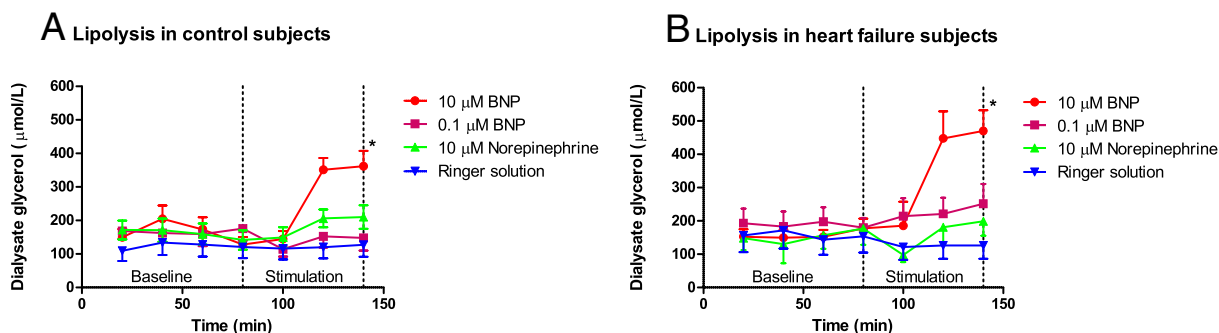 A Lipolysis in control subjects
Dialysate glycerol ( μmol/L)
600
500
400
300
200
100
0
0
50
100
150
Time (min)
Baseline
Stimulation
*
10 μM BNP
0.1 μM BNP
10 μM Norepinephrine
Ringer solution
B Lipolysis in heart failure subjects
Dialysate glycerol ( μmol/L)
600
500
400
300
200
100
0
0
50
100
150
Time (min)
Baseline
Stimulation
*
10 μM BNP
0.1 μM BNP
10 μM Norepinephrine
Ringer solution